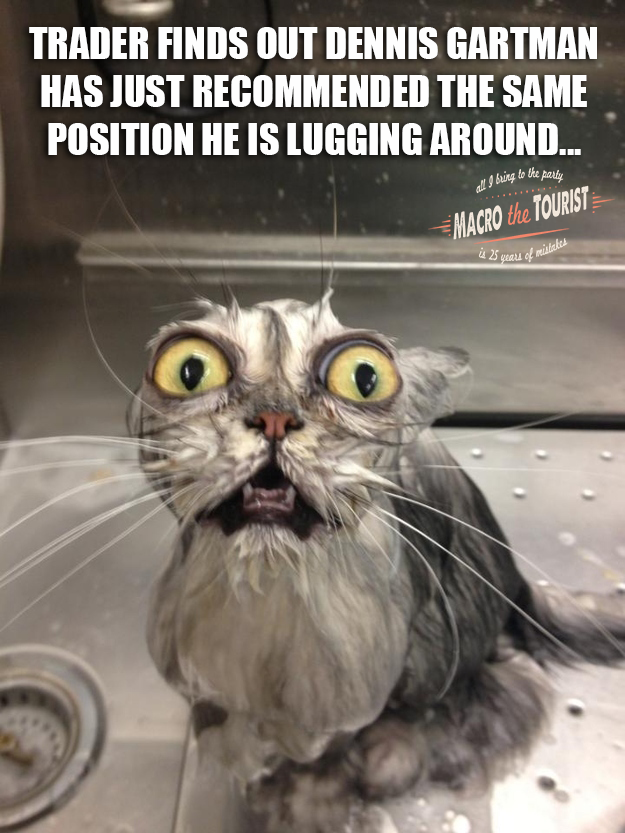 TRADER FINDS OUT DENNIS GARTMAN
HAS JUST RECOMMENDED THE SAME
POSITION HE IS LUGGING AROUND...
all I bring to the party
MACRO the TOURIST
is 25 years of mistakes